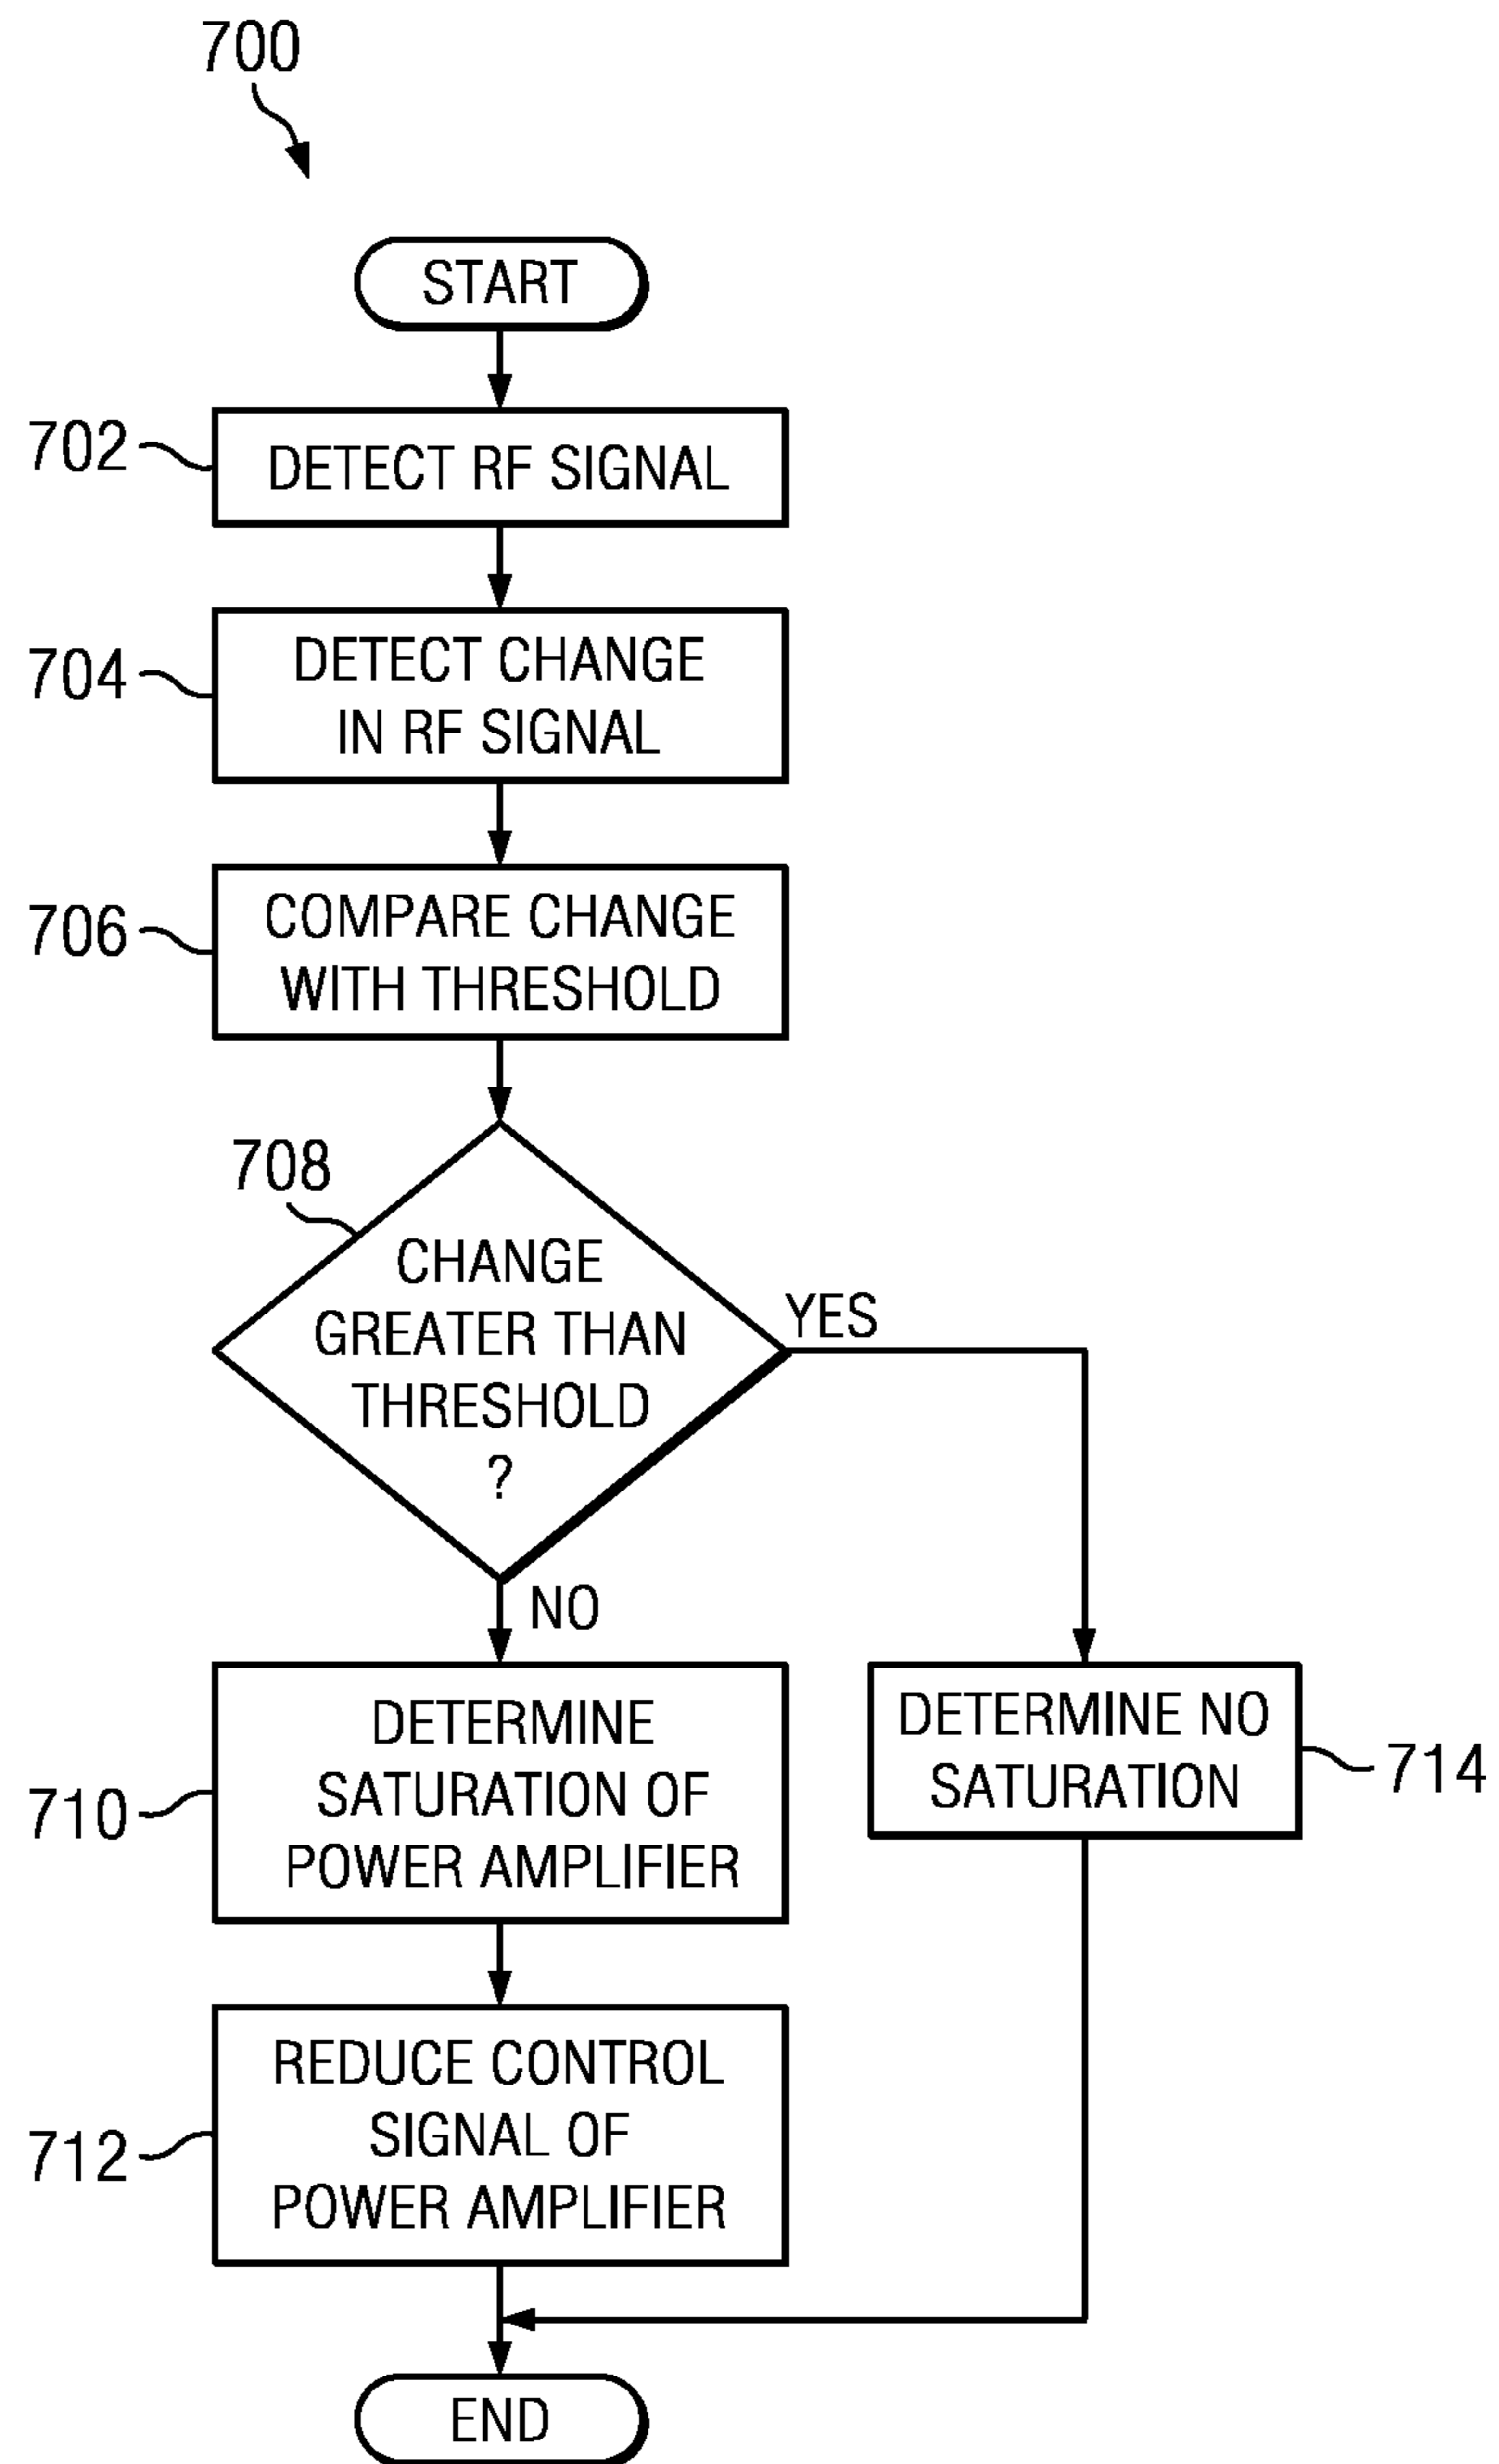 700
START
702
DETECT RF SIGNAL
704
DETECT CHANGE
IN RF SIGNAL
706
COMPARE CHANGE
WITH THRESHOLD
708
CHANGE
GREATER THAN
THRESHOLD
?
YES
NO
710
DETERMINE
SATURATION OF
POWER AMPLIFIER
DETERMINE NO
SATURATION
714
712
REDUCE CONTROL
SIGNAL OF
POWER AMPLIFIER
END